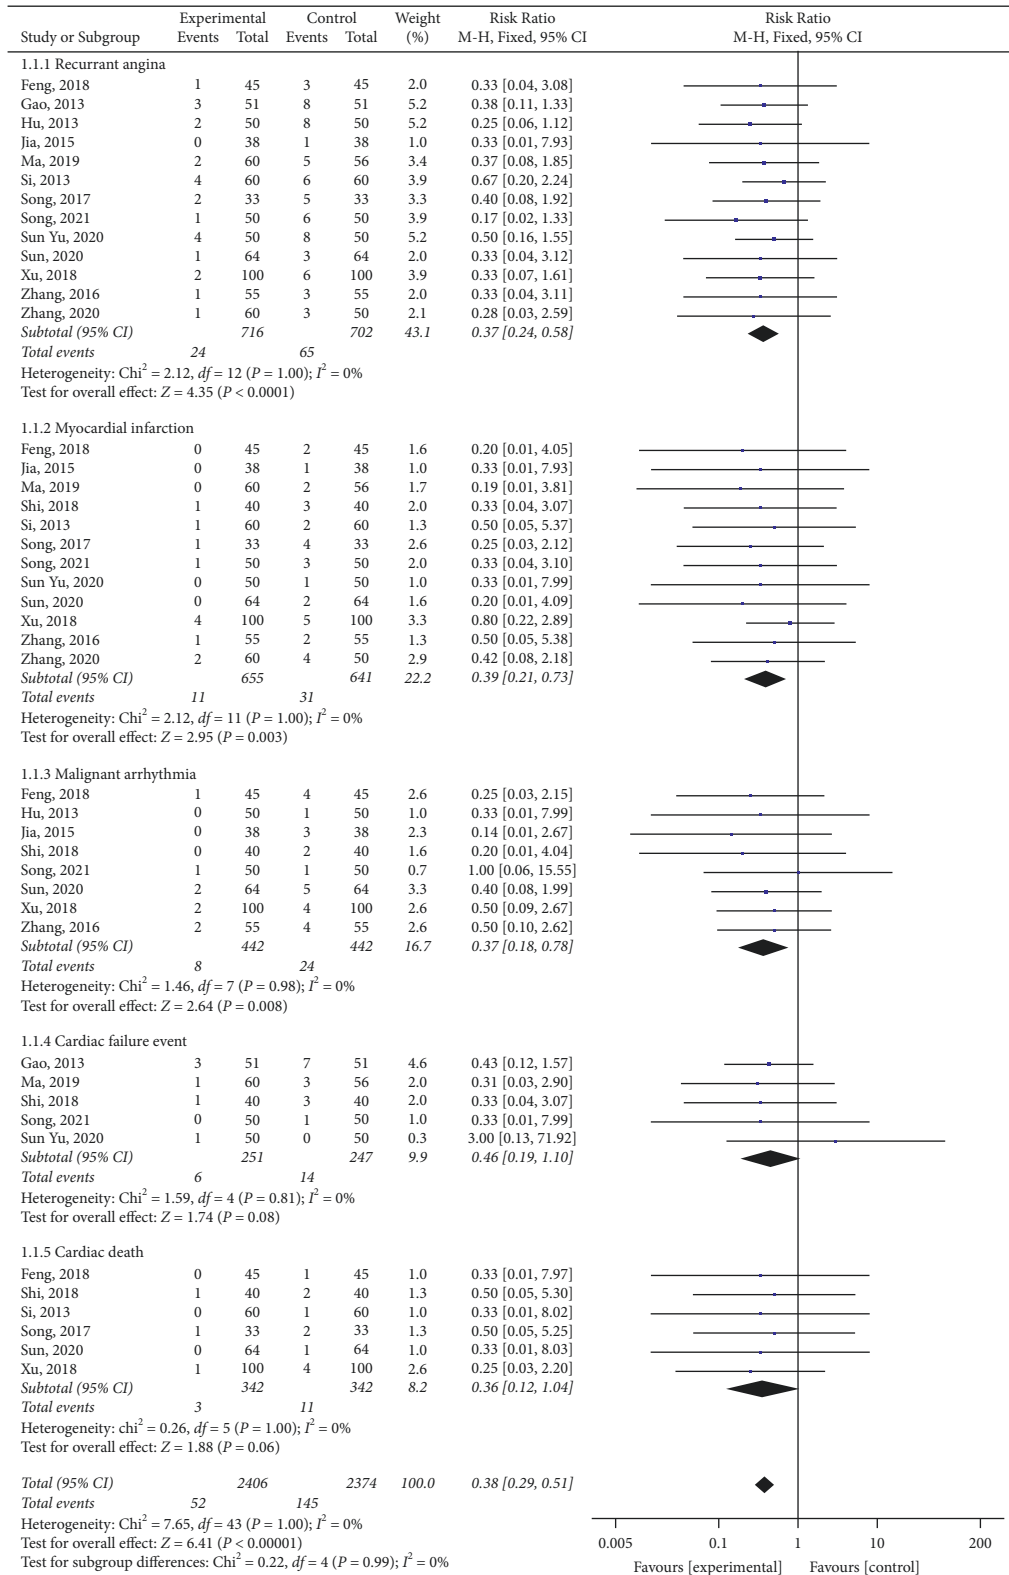 Experimental Control Weight Risk Ratio Risk Ratio
Study or Subgroup Events Total Events Total (%) M-H, Fixed, 95% CI M-H, Fixed, 95% CI
1.1.1 Recurrant angina
Feng, 2018 1 45 3 45 2.0 0.33 [0.04, 3.08]
Gao, 2013 3 51 8 51 5.2 0.38 [0.11, 1.33]
Hu, 2013 2 50 8 50 5.2 0.25 [0.06, 1.12]
Jia, 2015 0 38 1 38 1.0 0.33 [0.01, 7.93]
Ma, 2019 2 60 5 56 3.4 0.37 [0.08, 1.85]
Si, 2013 4 60 6 60 3.9 0.67 [0.20, 2.24]
Song, 2017 2 33 5 33 3.3 0.40 [0.08, 1.92]
Song, 2021 1 50 6 50 3.9 0.17 [0.02, 1.33]
Sun Yu, 2020 4 50 8 50 5.2 0.50 [0.16, 1.55]
Sun, 2020 1 64 3 64 2.0 0.33 [0.04, 3.12]
Xu, 2018 2 100 6 100 3.9 0.33 [0.07, 1.61]
Zhang, 2016 1 55 3 55 2.0 0.33 [0.04, 3.11]
Zhang, 2020 1 60 3 50 2.1 0.28 [0.03, 2.59]
Subtotal (95% CI) 716 702 43.1 0.37 [0.24, 0.58]
Total events 24 65
Heterogeneity: Chi² = 2.12, df = 12 (P = 1.00); I² = 0%
Test for overall effect: Z = 4.35 (P < 0.0001)
1.1.2 Myocardial infarction
Feng, 2018 0 45 2 45 1.6 0.20 [0.01, 4.05]
Jia, 2015 0 38 1 38 1.0 0.33 [0.01, 7.93]
Ma, 2019 0 60 2 56 1.7 0.19 [0.01, 3.81]
Shi, 2018 1 40 3 40 2.0 0.33 [0.04, 3.07]
Si, 2013 1 60 2 60 1.3 0.50 [0.05, 5.37]
Song, 2017 1 33 4 33 2.6 0.25 [0.03, 2.12]
Song, 2021 1 50 3 50 2.0 0.33 [0.04, 3.10]
Sun Yu, 2020 0 50 1 50 1.0 0.33 [0.01, 7.99]
Sun, 2020 0 64 2 64 1.6 0.20 [0.01, 4.09]
Xu, 2018 4 100 5 100 3.3 0.80 [0.22, 2.89]
Zhang, 2016 1 55 2 55 1.3 0.50 [0.05, 5.38]
Zhang, 2020 2 60 4 50 2.9 0.42 [0.08, 2.18]
Subtotal (95% CI) 655 641 22.2 0.39 [0.21, 0.73]
Total events 11 31
Heterogeneity: Chi² = 2.12, df = 11 (P = 1.00); I² = 0%
Test for overall effect: Z = 2.95 (P = 0.003)
1.1.3 Malignant arrhythmia
Feng, 2018 1 45 4 45 2.6 0.25 [0.03, 2.15]
Hu, 2013 0 50 1 50 1.0 0.33 [0.01, 7.99]
Jia, 2015 0 38 3 38 2.3 0.14 [0.01, 2.67]
Shi, 2018 0 40 2 40 1.6 0.20 [0.01, 4.04]
Song, 2021 1 50 1 50 0.7 1.00 [0.06, 15.55]
Sun, 2020 2 64 5 64 3.3 0.40 [0.08, 1.99]
Xu, 2018 2 100 4 100 2.6 0.50 [0.09, 2.67]
Zhang, 2016 2 55 4 55 2.6 0.50 [0.10, 2.62]
Subtotal (95% CI) 442 442 16.7 0.37 [0.18, 0.78]
Total events 8 24
Heterogeneity: Chi² = 1.46, df = 7 (P = 0.98); I² = 0%
Test for overall effect: Z = 2.64 (P = 0.008)
1.1.4 Cardiac failure event
Gao, 2013 3 51 7 51 4.6 0.43 [0.12, 1.57]
Ma, 2019 1 60 3 56 2.0 0.31 [0.03, 2.90]
Shi, 2018 1 40 3 40 2.0 0.33 [0.04, 3.07]
Song, 2021 0 50 1 50 1.0 0.33 [0.01, 7.99]
Sun Yu, 2020 1 50 0 50 0.3 3.00 [0.13, 71.92]
Subtotal (95% CI) 251 247 9.9 0.46 [0.19, 1.10]
Total events 6 14
Heterogeneity: Chi² = 1.59, df = 4 (P = 0.81); I² = 0%
Test for overall effect: Z = 1.74 (P = 0.08)
1.1.5 Cardiac death
Feng, 2018 0 45 1 45 1.0 0.33 [0.01, 7.97]
Shi, 2018 1 40 2 40 1.3 0.50 [0.05, 5.30]
Si, 2013 0 60 1 60 1.0 0.33 [0.01, 8.02]
Song, 2017 1 33 2 33 1.3 0.50 [0.05, 5.25]
Sun, 2020 0 64 1 64 1.0 0.33 [0.01, 8.03]
Xu, 2018 1 100 4 100 2.6 0.25 [0.03, 2.20]
Subtotal (95% CI) 342 342 8.2 0.36 [0.12, 1.04]
Total events 3 11
Heterogeneity: chi² = 0.26, df = 5 (P = 1.00); I² = 0%
Test for overall effect: Z = 1.88 (P = 0.06)
Total (95% CI) 2406 2374 100.0 0.38 [0.29, 0.51]
Total events 52 145
Heterogeneity: Chi² = 7.65, df = 43 (P = 1.00); I² = 0%
Test for overall effect: Z = 6.41 (P < 0.00001)
Test for subgroup differences: Chi² = 0.22, df = 4 (P = 0.99); I² = 0%
0.005 0.1 1 10 200
Favours [experimental] Favours [control]